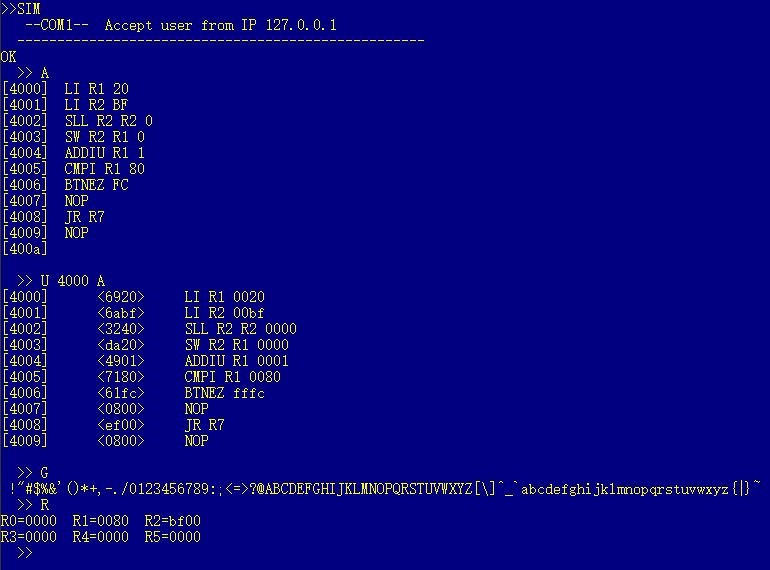 >>SIM
--COM1-- Accept user from IP 127.0.0.1
---------------------------------------------------
OK
>> A
[4000] LI R1 20
[4001] LI R2 BF
[4002] SLL R2 R2 0
[4003] SW R2 R1 0
[4004] ADDIU R1 1
[4005] CMPI R1 80
[4006] BTNEZ FC
[4007] NOP
[4008] JR R7
[4009] NOP
[400a]
>> U 4000 A
[4000] <6920> LI R1 0020
[4001] <6abf> LI R2 00bf
[4002] <3240> SLL R2 R2 0000
[4003] <da20> SW R2 R1 0000
[4004] <4901> ADDIU R1 0001
[4005] <7180> CMPI R1 0080
[4006] <61fc> BTNEZ fffc
[4007] <0800> NOP
[4008] <ef00> JR R7
[4009] <0800> NOP
>> G
!"#$%&'()*+,-./0123456789:;<=>?@ABCDEFGHIJKLMNOPQRSTUVWXYZ[\]^_`abcdefghijklmnopqrstuvwxyz{|}~
>> R
R0=0000 R1=0080 R2=bf00
R3=0000 R4=0000 R5=0000
>>